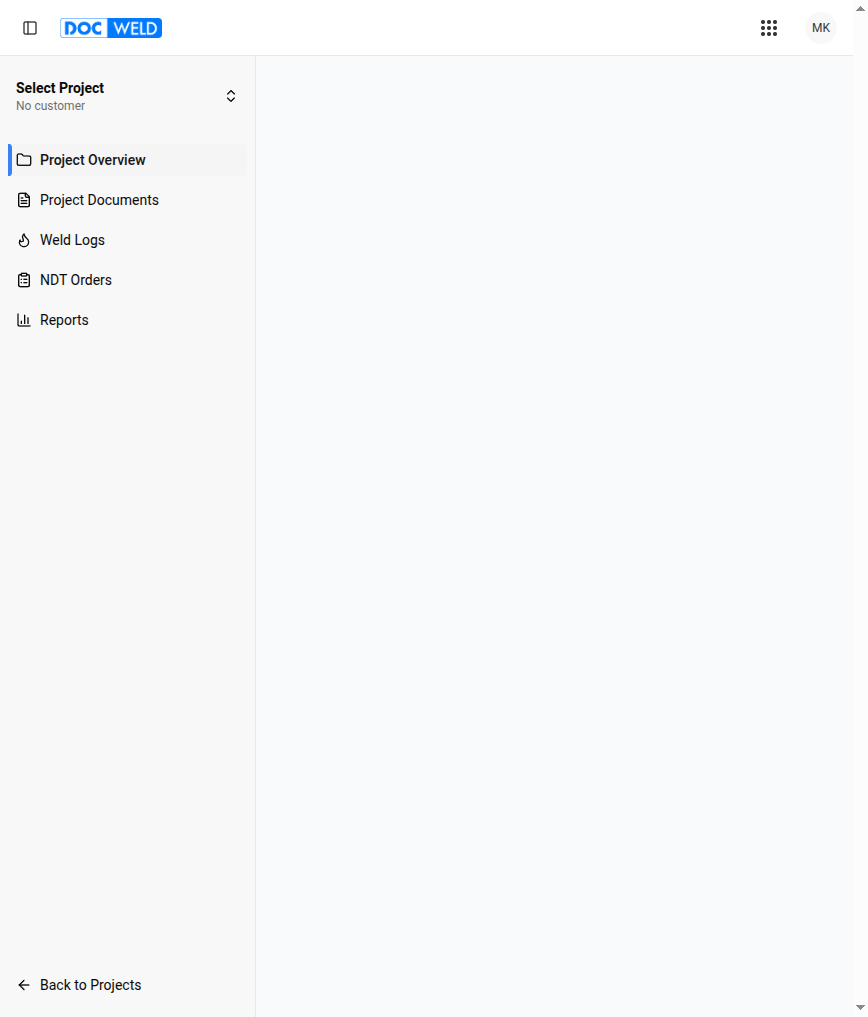 DOC WELD
MK
Select Project
No customer
Project Overview
Project Documents
Weld Logs
NDT Orders
Reports
Back to Projects